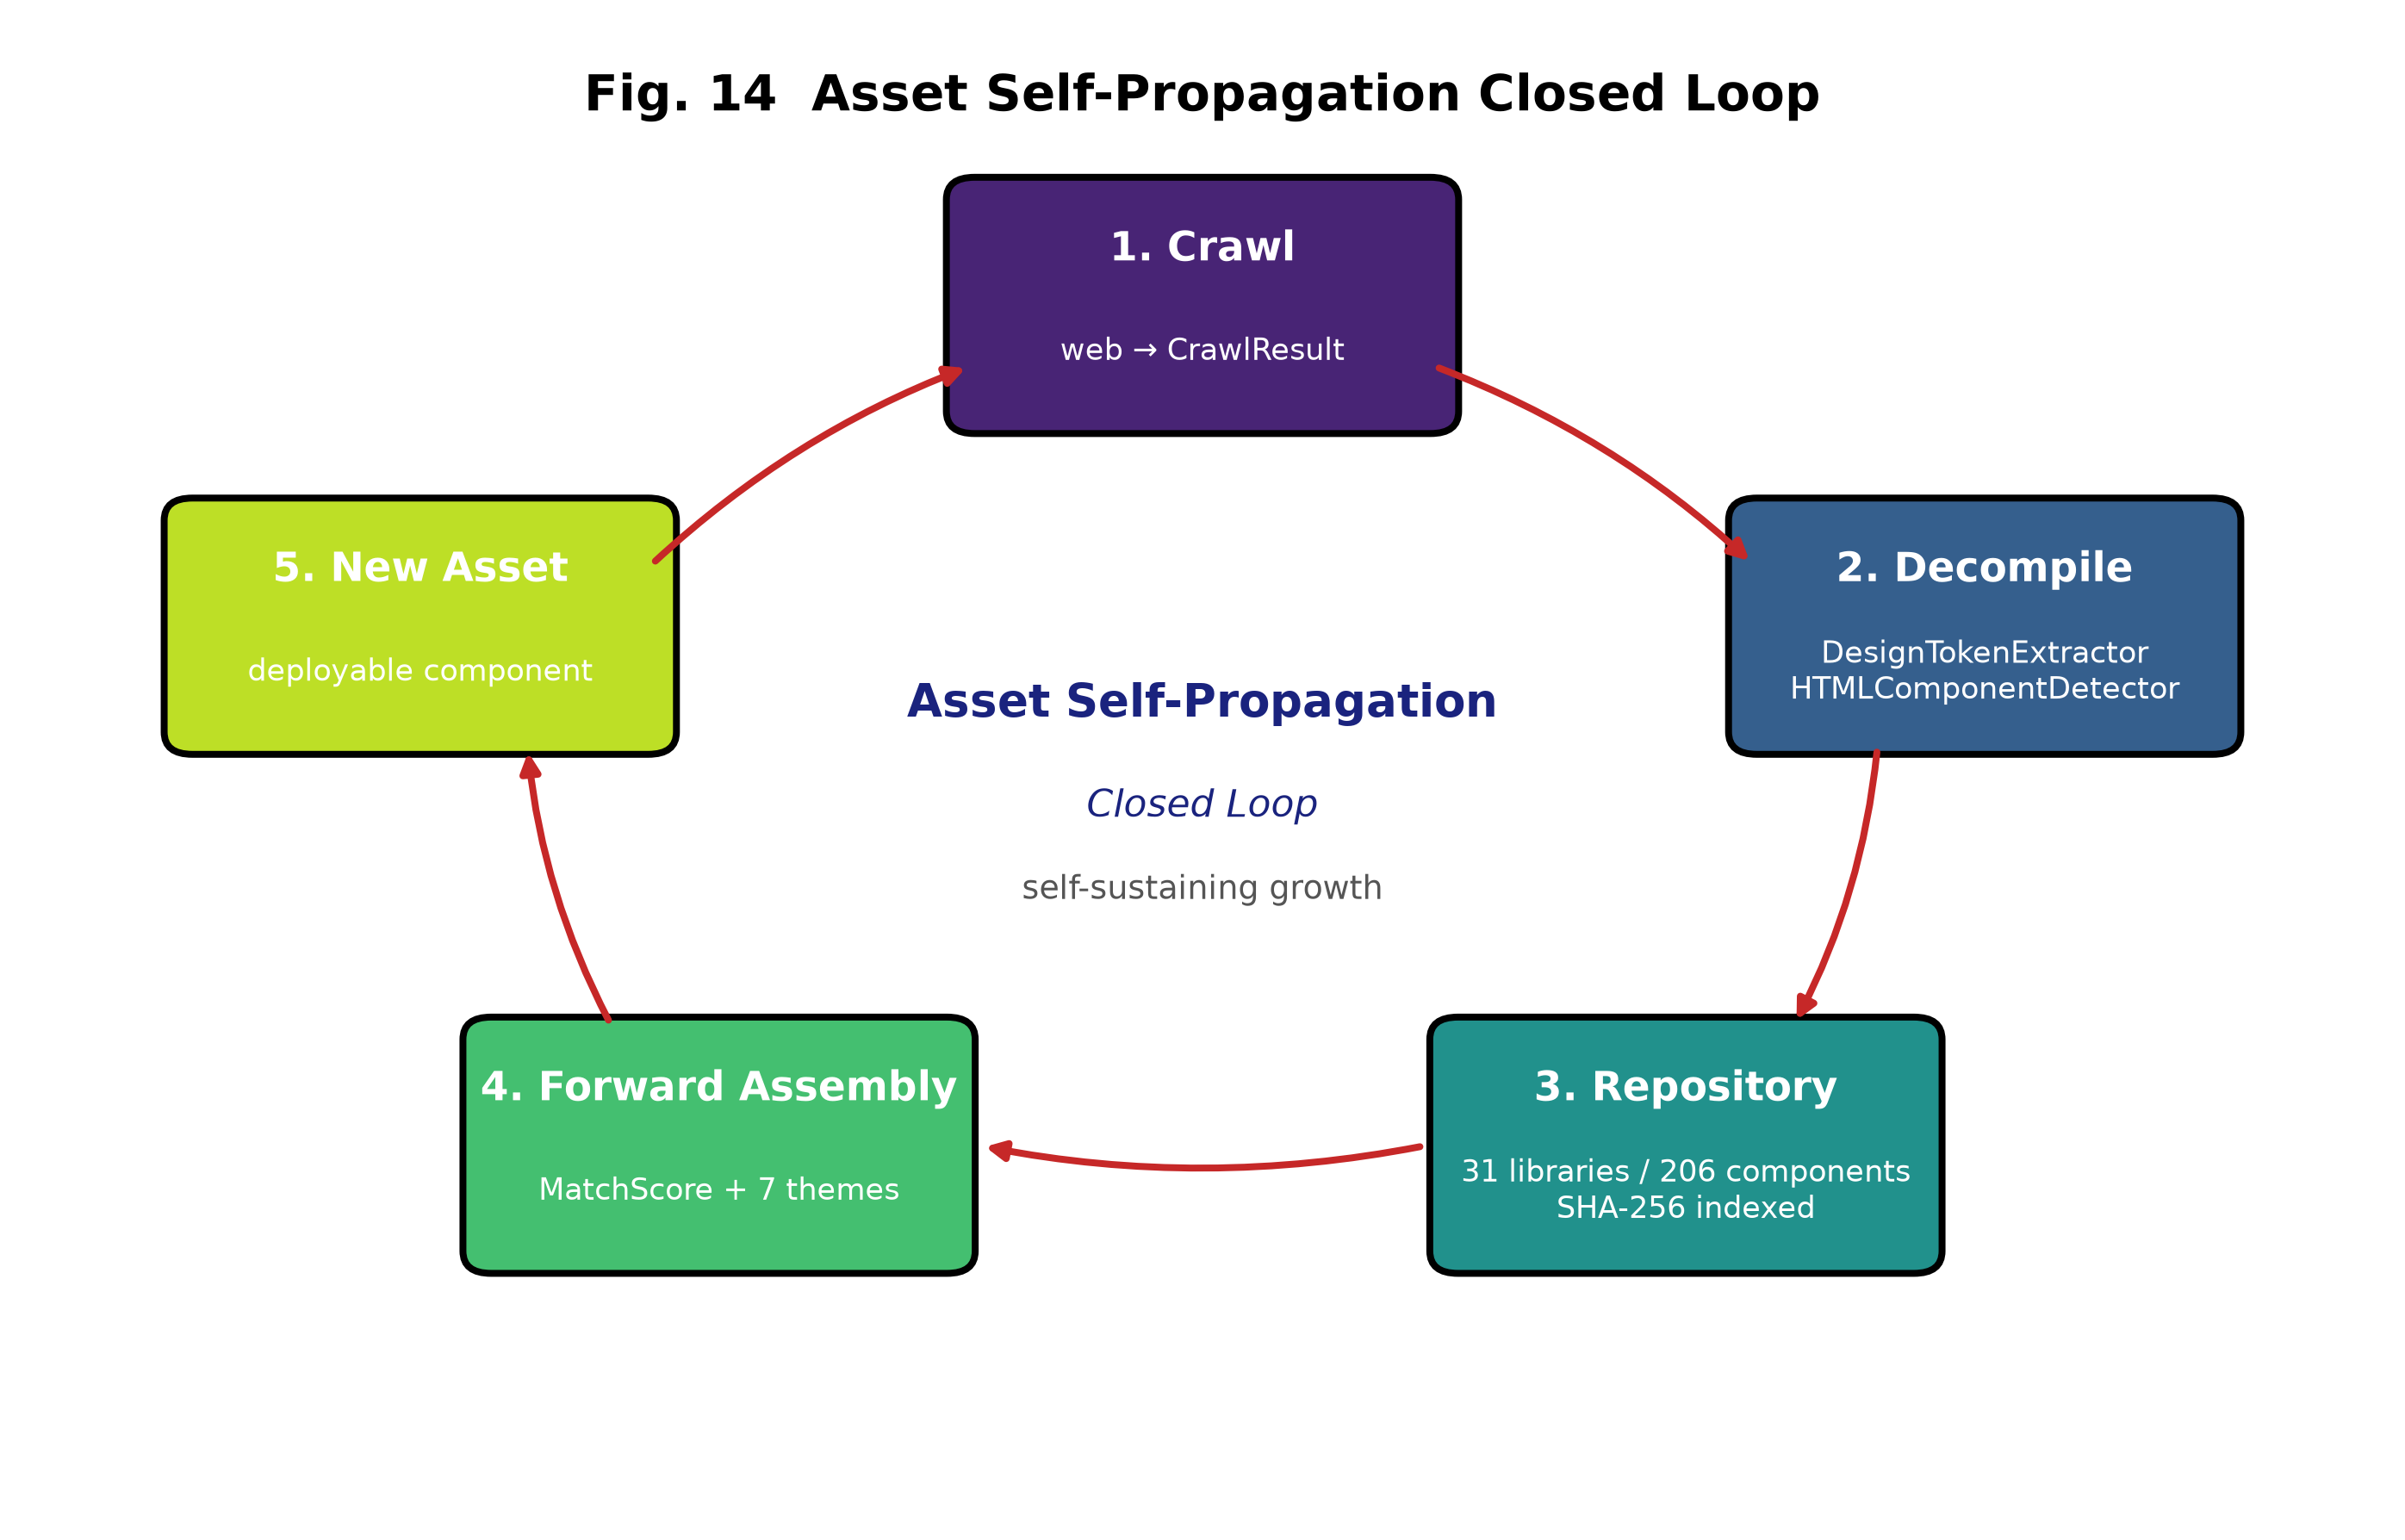 Fig. 14  Asset Self-Propagation Closed Loop
1. Crawl
web → CrawlResult
2. Decompile
DesignTokenExtractor
HTMLComponentDetector
3. Repository
31 libraries / 206 components
SHA-256 indexed
4. Forward Assembly
MatchScore + 7 themes
5. New Asset
deployable component
Asset Self-Propagation
Closed Loop
self-sustaining growth